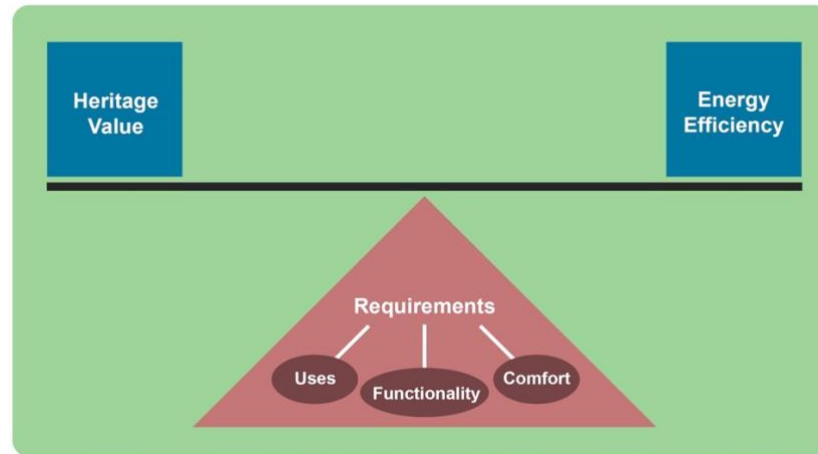 Heritage
Value
Energy
Efficiency
Requirements
Uses
Functionality
Comfort